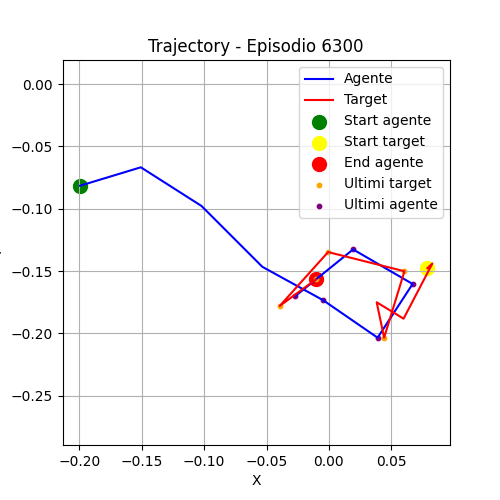 Trajectory - Episodio 6300
Agente
Target
Start agente
Start target
End agente
Ultimi target
Ultimi agente
0.00
−0.05
−0.10
−0.15
−0.20
−0.25
−0.20
−0.15
−0.10
−0.05
0.00
0.05
X